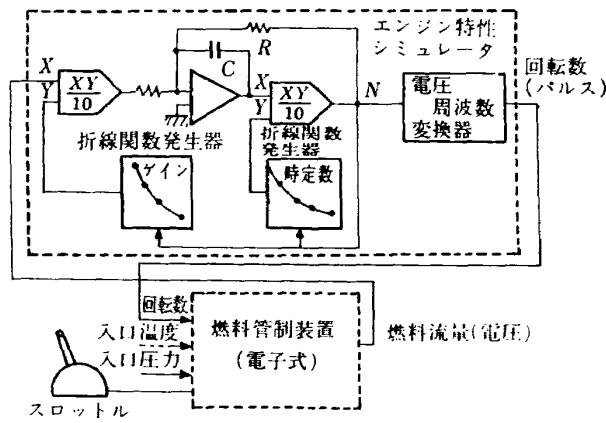 エンジン特性
シミュレータ
R
C
X
Y
XY
10
X
Y
XY
10
N
電圧
周波数
変換器
回転数
(パルス)
折線関数発生器
折線関数
発生器
ゲイン
時定数
回転数
入口温度
入口圧力
燃料管制装置
(電子式)
燃料流量(電圧)
スロットル